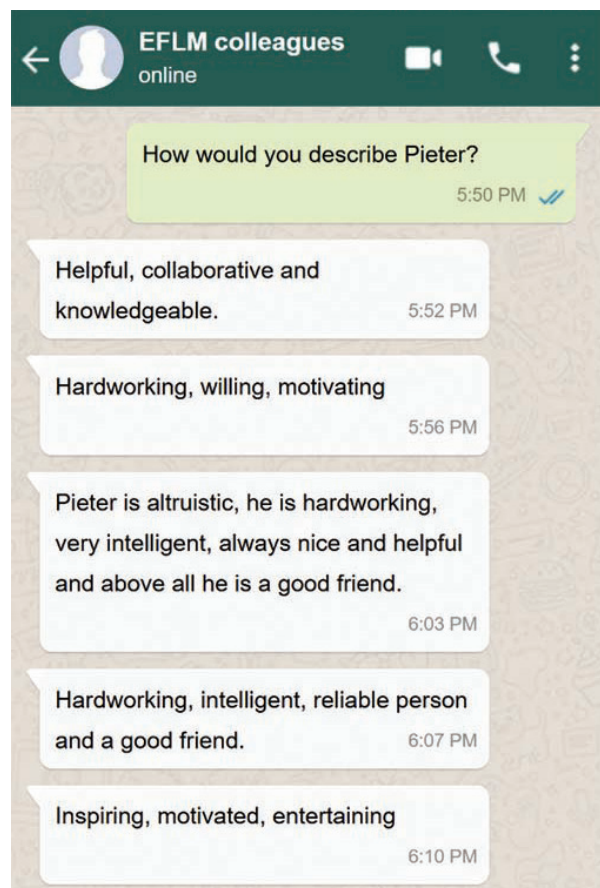 EFLM colleagues
online
How would you describe Pieter?
5:50 PM
Helpful, collaborative and
knowledgeable.
5:52 PM
Hardworking, willing, motivating
5:56 PM
Pieter is altruistic, he is hardworking,
very intelligent, always nice and helpful
and above all he is a good friend.
6:03 PM
Hardworking, intelligent, reliable person
and a good friend.
6:07 PM
Inspiring, motivated, entertaining
6:10 PM